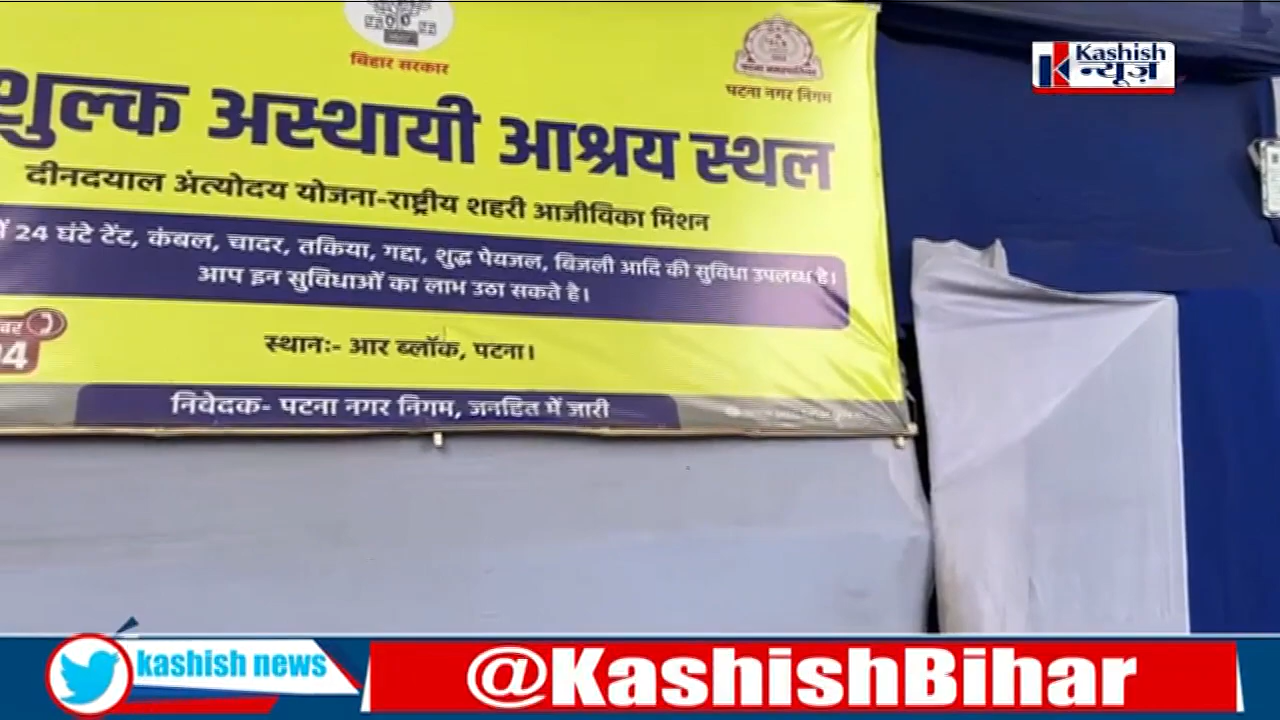 बिहार सरकार
पटना नगर निगम
Kashish
न्यूज़
शुल्क अस्थायी आश्रय स्थल
दीनदयाल अंत्योदय योजना-राष्ट्रीय शहरी आजीविका मिशन
24 घंटे टेंट, कंबल, चादर, तकिया, गद्दा, शुद्ध पेयजल, बिजली आदि की सुविधा उपलब्ध है।
आप इन सुविधाओं का लाभ उठा सकते है।
स्थानः- आर ब्लॉक, पटना।
निवेदक- पटना नगर निगम, जनहित में जारी
kashish news
@KashishBihar